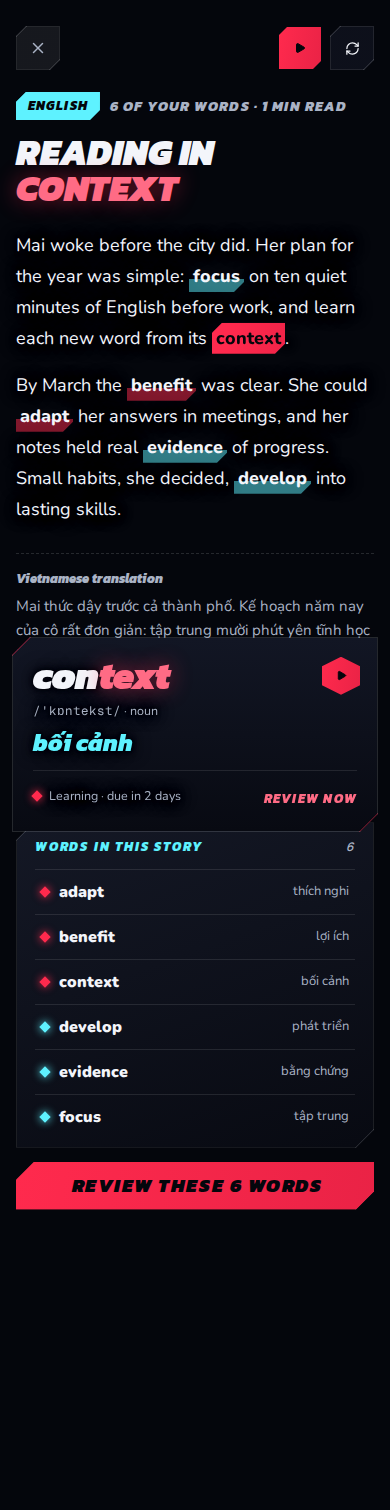 ENGLISH 6 OF YOUR WORDS · 1 MIN READ
READING IN
CONTEXT
Mai woke before the city did. Her plan for
the year was simple: focus on ten quiet
minutes of English before work, and learn
each new word from its context.
By March the benefit was clear. She could
adapt her answers in meetings, and her
notes held real evidence of progress.
Small habits, she decided, develop into
lasting skills.
Vietnamese translation
Mai thức dậy trước cả thành phố. Kế hoạch năm nay
của cô rất đơn giản: tập trung mười phút yên tĩnh học
context
/ˈkɒntekst/ · noun
bối cảnh
Learning · due in 2 days REVIEW NOW
WORDS IN THIS STORY 6
adapt thích nghi
benefit lợi ích
context bối cảnh
develop phát triển
evidence bằng chứng
focus tập trung
REVIEW THESE 6 WORDS